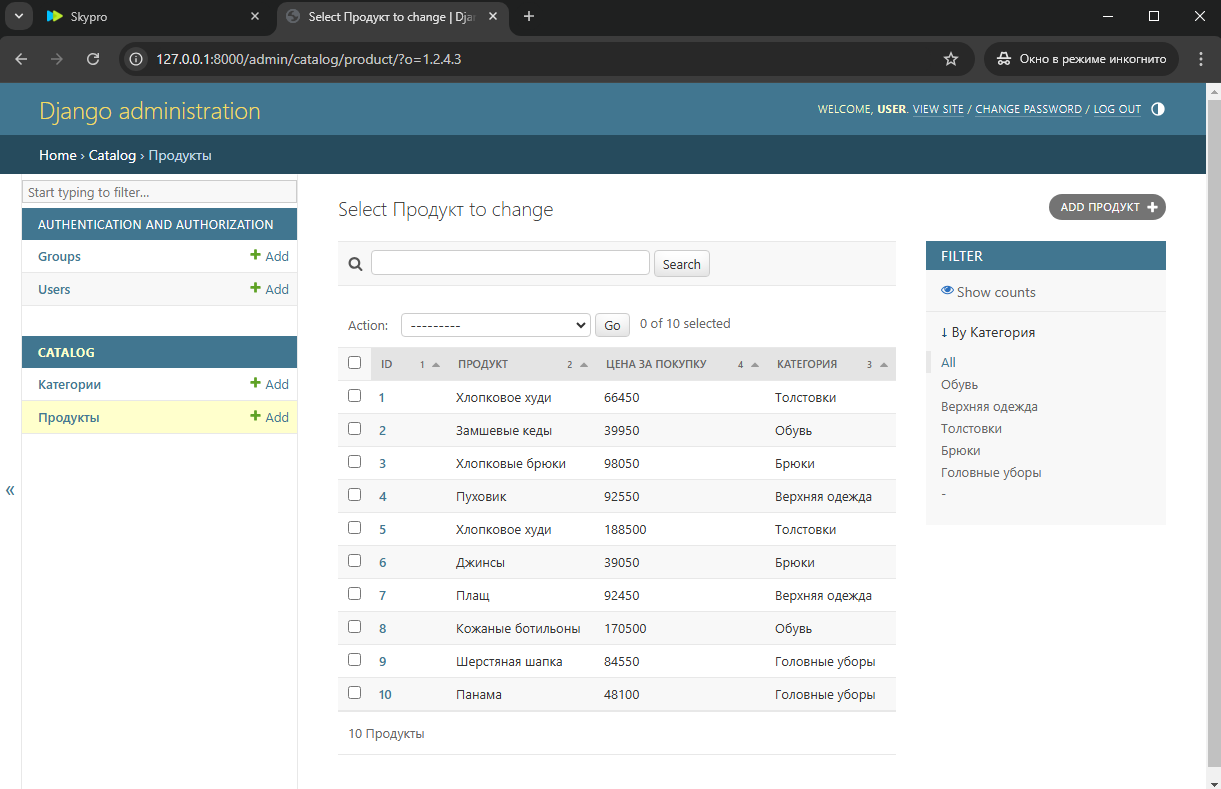 Skypro
Select Продукт to change | Dja
127.0.0.1:8000/admin/catalog/product/?o=1.2.4.3
Окно в режиме инкогнито
Django administration
WELCOME, USER. VIEW SITE / CHANGE PASSWORD / LOG OUT
Home › Catalog › Продукты
Start typing to filter...
AUTHENTICATION AND AUTHORIZATION
Groups + Add
Users + Add
CATALOG
Категории + Add
Продукты + Add
«
Select Продукт to change
ADD ПРОДУКТ +
Search
Action: --------- Go 0 of 10 selected
ID 1 ПРОДУКТ 2 ЦЕНА ЗА ПОКУПКУ 4 КАТЕГОРИЯ 3
1 Хлопковое худи 66450 Толстовки
2 Замшевые кеды 39950 Обувь
3 Хлопковые брюки 98050 Брюки
4 Пуховик 92550 Верхняя одежда
5 Хлопковое худи 188500 Толстовки
6 Джинсы 39050 Брюки
7 Плащ 92450 Верхняя одежда
8 Кожаные ботильоны 170500 Обувь
9 Шерстяная шапка 84550 Головные уборы
10 Панама 48100 Головные уборы
10 Продукты
FILTER
Show counts
↓ By Категория
All
Обувь
Верхняя одежда
Толстовки
Брюки
Головные уборы
-